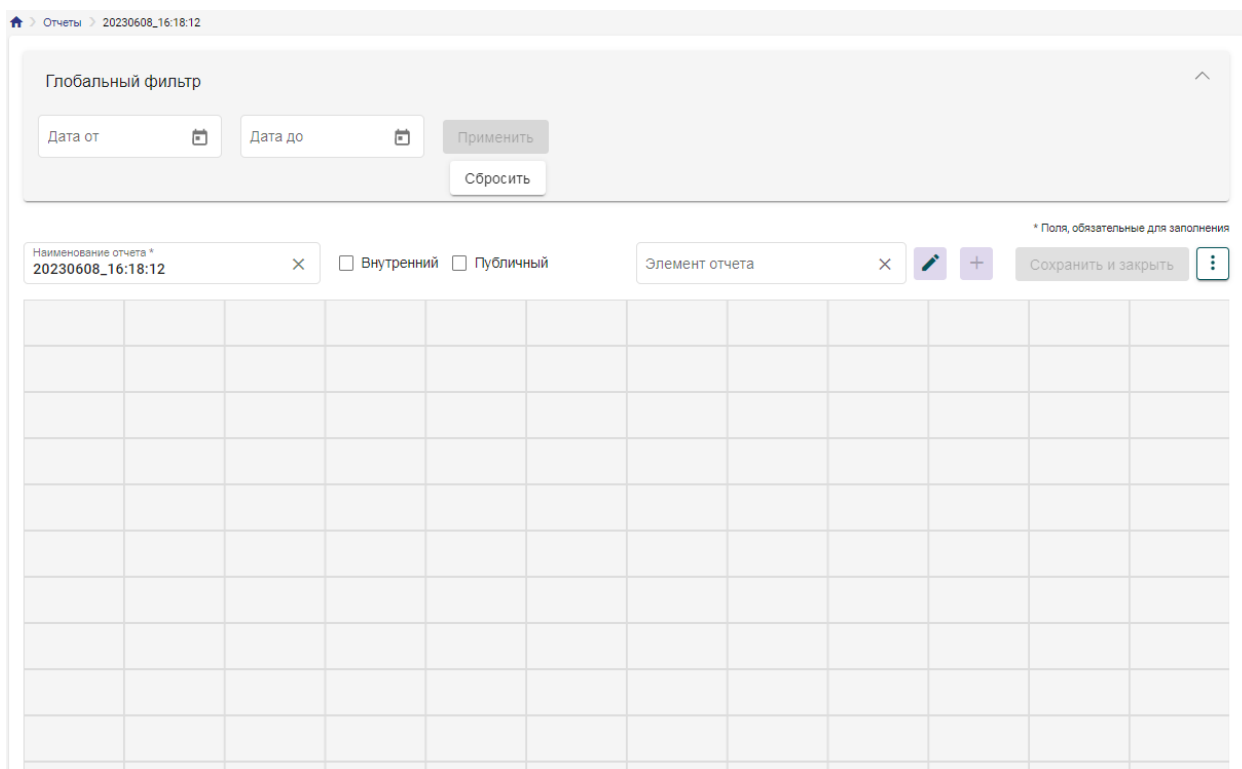 Отчеты 20230608_16:18:12
Глобальный фильтр
Дата от Дата до Применить
Сбросить
* Поля, обязательные для заполнения
Наименование отчета *
20230608_16:18:12 Внутренний Публичный Элемент отчета Сохранить и закрыть